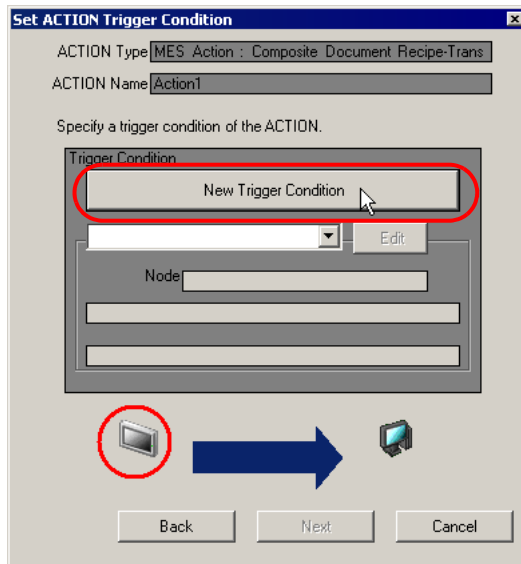 Set ACTION Trigger Condition
ACTION Type MES Action : Composite Document Recipe-Trans
ACTION Name Action1
Specify a trigger condition of the ACTION.
Trigger Condition
New Trigger Condition
Edit
Node
Back Next Cancel